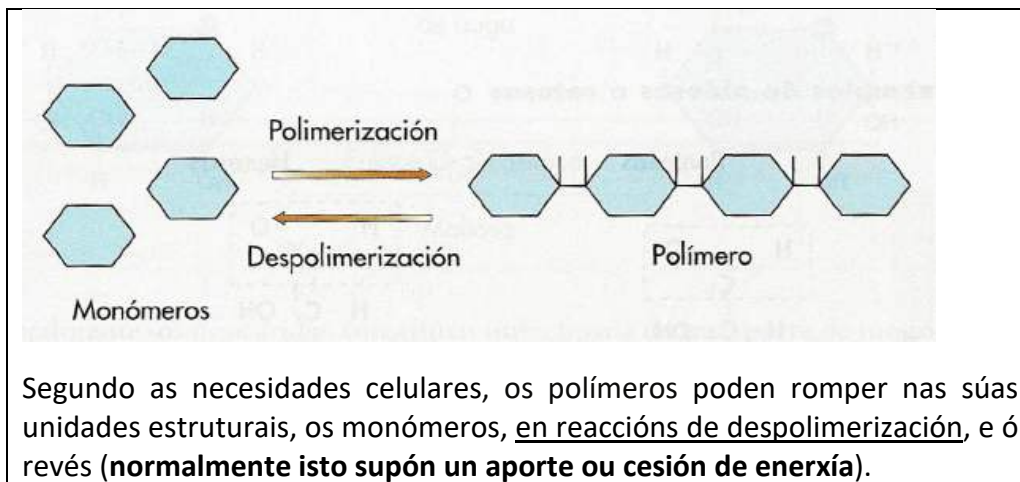 Polimerización
Despolimerización
Polímero
Monómeros
Segundo as necesidades celulares, os polímeros poden romper nas súas
unidades estruturais, os monómeros, en reaccións de despolimerización, e ó
revés (normalmente isto supón un aporte ou cesión de enerxía).